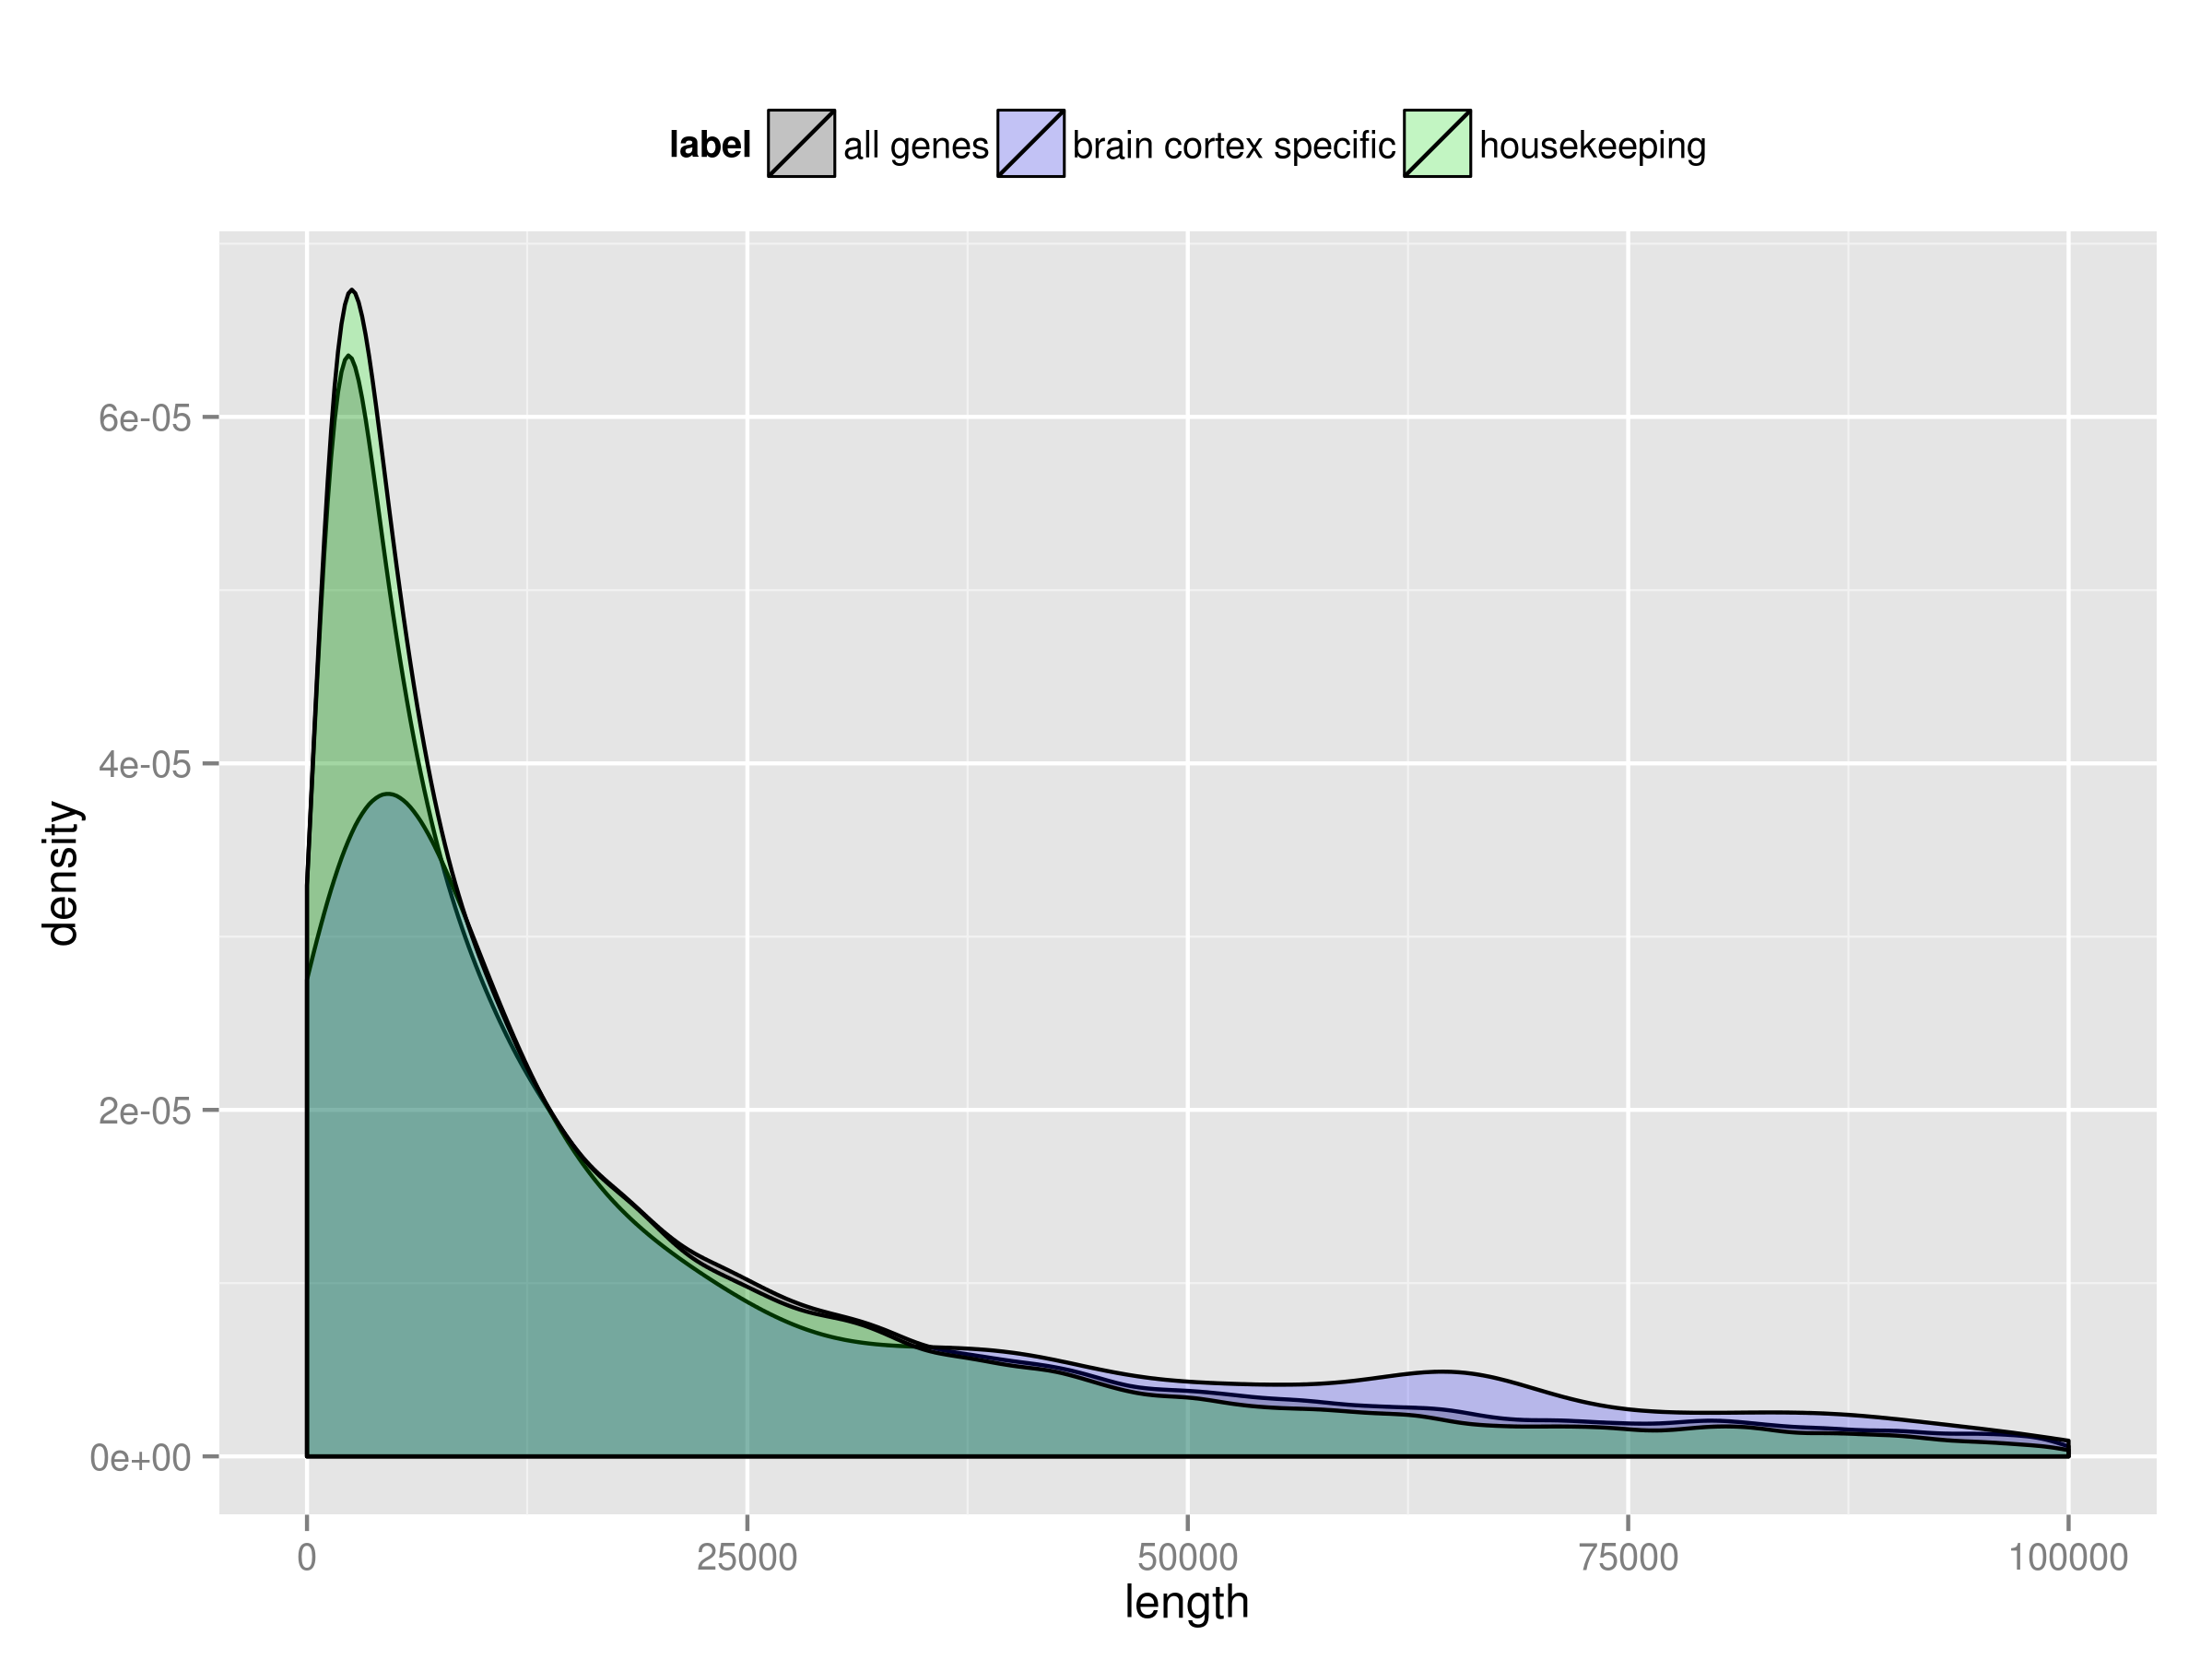 label all genes brain cortex specific housekeeping
6e-05
4e-05
2e-05
0e+00
density
0 25000 50000 75000 100000
length